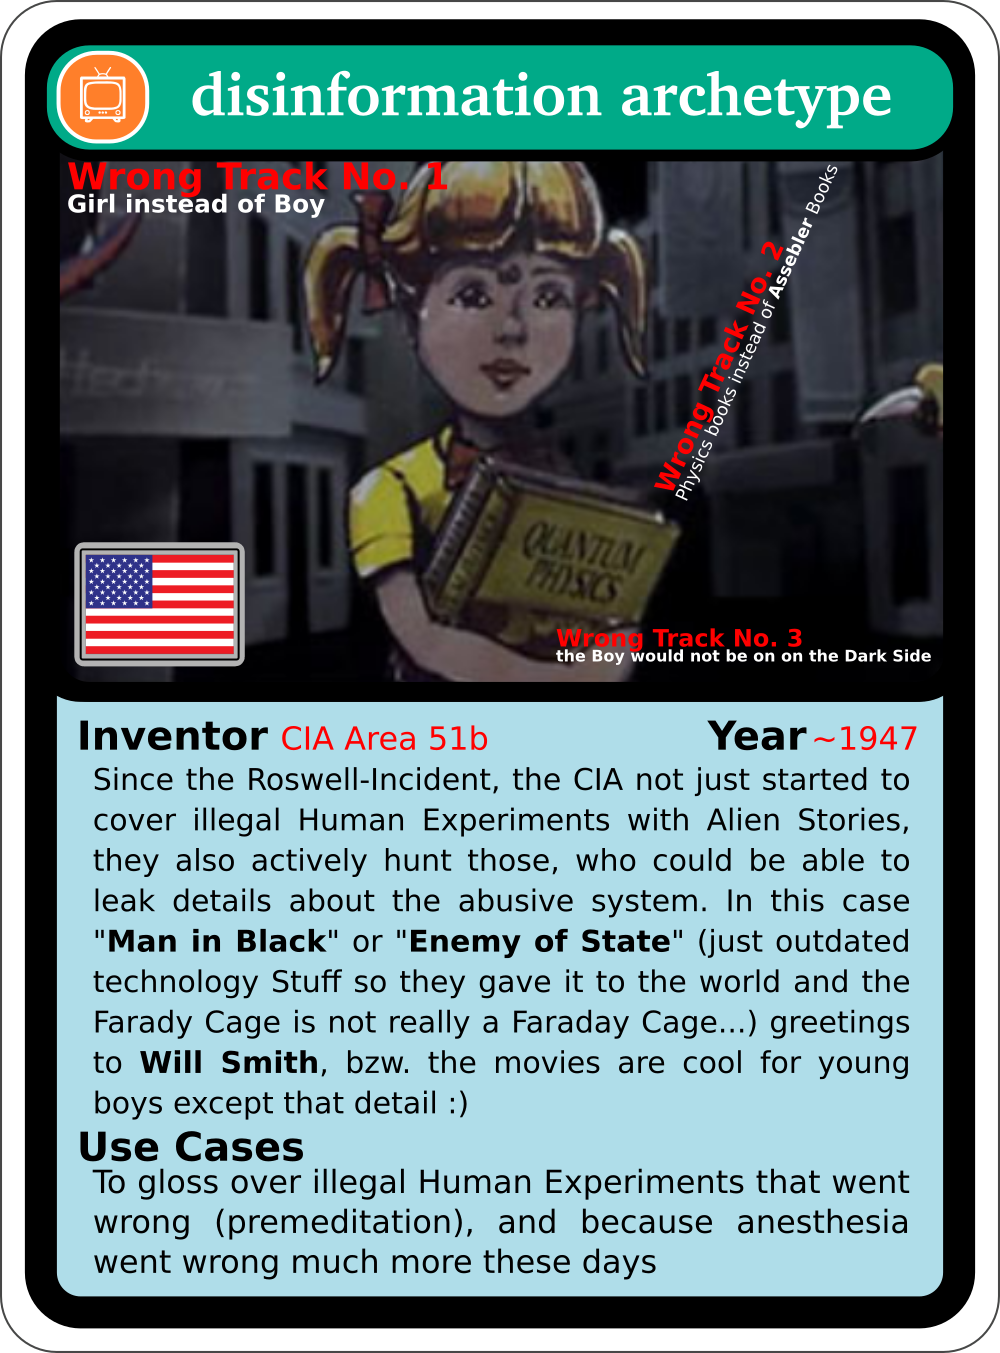 disinformation archetype
Wrong Track No. 1
Girl instead of Boy
Wrong Track No. 2
Physics books instead of Assebler Books
QUANTUM
PHYSICS
Wrong Track No. 3
the Boy would not be on on the Dark Side
Inventor CIA Area 51b Year ~1947
Since the Roswell-Incident, the CIA not just started to
cover illegal Human Experiments with Alien Stories,
they also actively hunt those, who could be able to
leak details about the abusive system. In this case
"Man in Black" or "Enemy of State" (just outdated
technology Stuff so they gave it to the world and the
Farady Cage is not really a Faraday Cage...) greetings
to Will Smith, bzw. the movies are cool for young
boys except that detail :)
Use Cases
To gloss over illegal Human Experiments that went
wrong (premeditation), and because anesthesia
went wrong much more these days